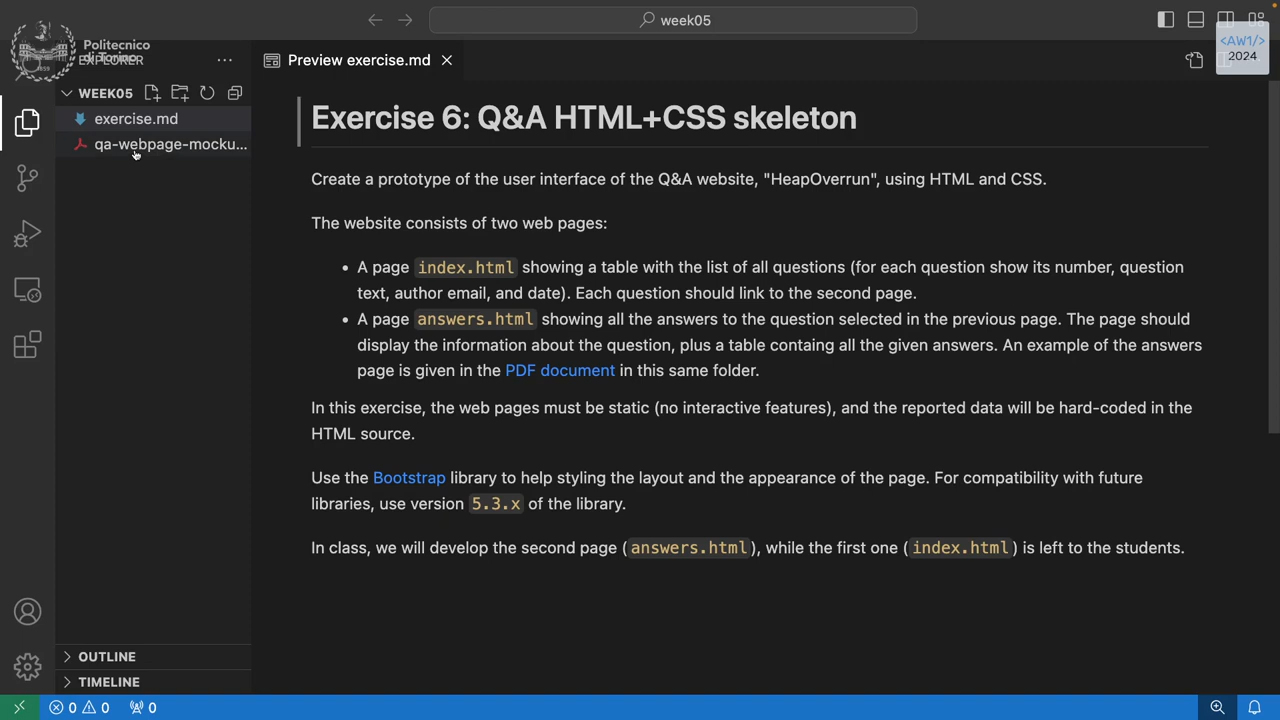 week05
Politecnico
di Torino
EXPLORER
Preview exercise.md
<AW1/>
2024
WEEK05
exercise.md
qa-webpage-mocku...
Exercise 6: Q&A HTML+CSS skeleton
Create a prototype of the user interface of the Q&A website, "HeapOverrun", using HTML and CSS.
The website consists of two web pages:
• A page index.html showing a table with the list of all questions (for each question show its number, question
text, author email, and date). Each question should link to the second page.
• A page answers.html showing all the answers to the question selected in the previous page. The page should
display the information about the question, plus a table containg all the given answers. An example of the answers
page is given in the PDF document in this same folder.
In this exercise, the web pages must be static (no interactive features), and the reported data will be hard-coded in the
HTML source.
Use the Bootstrap library to help styling the layout and the appearance of the page. For compatibility with future
libraries, use version 5.3.x of the library.
In class, we will develop the second page (answers.html), while the first one (index.html) is left to the students.
OUTLINE
TIMELINE
0 0 0